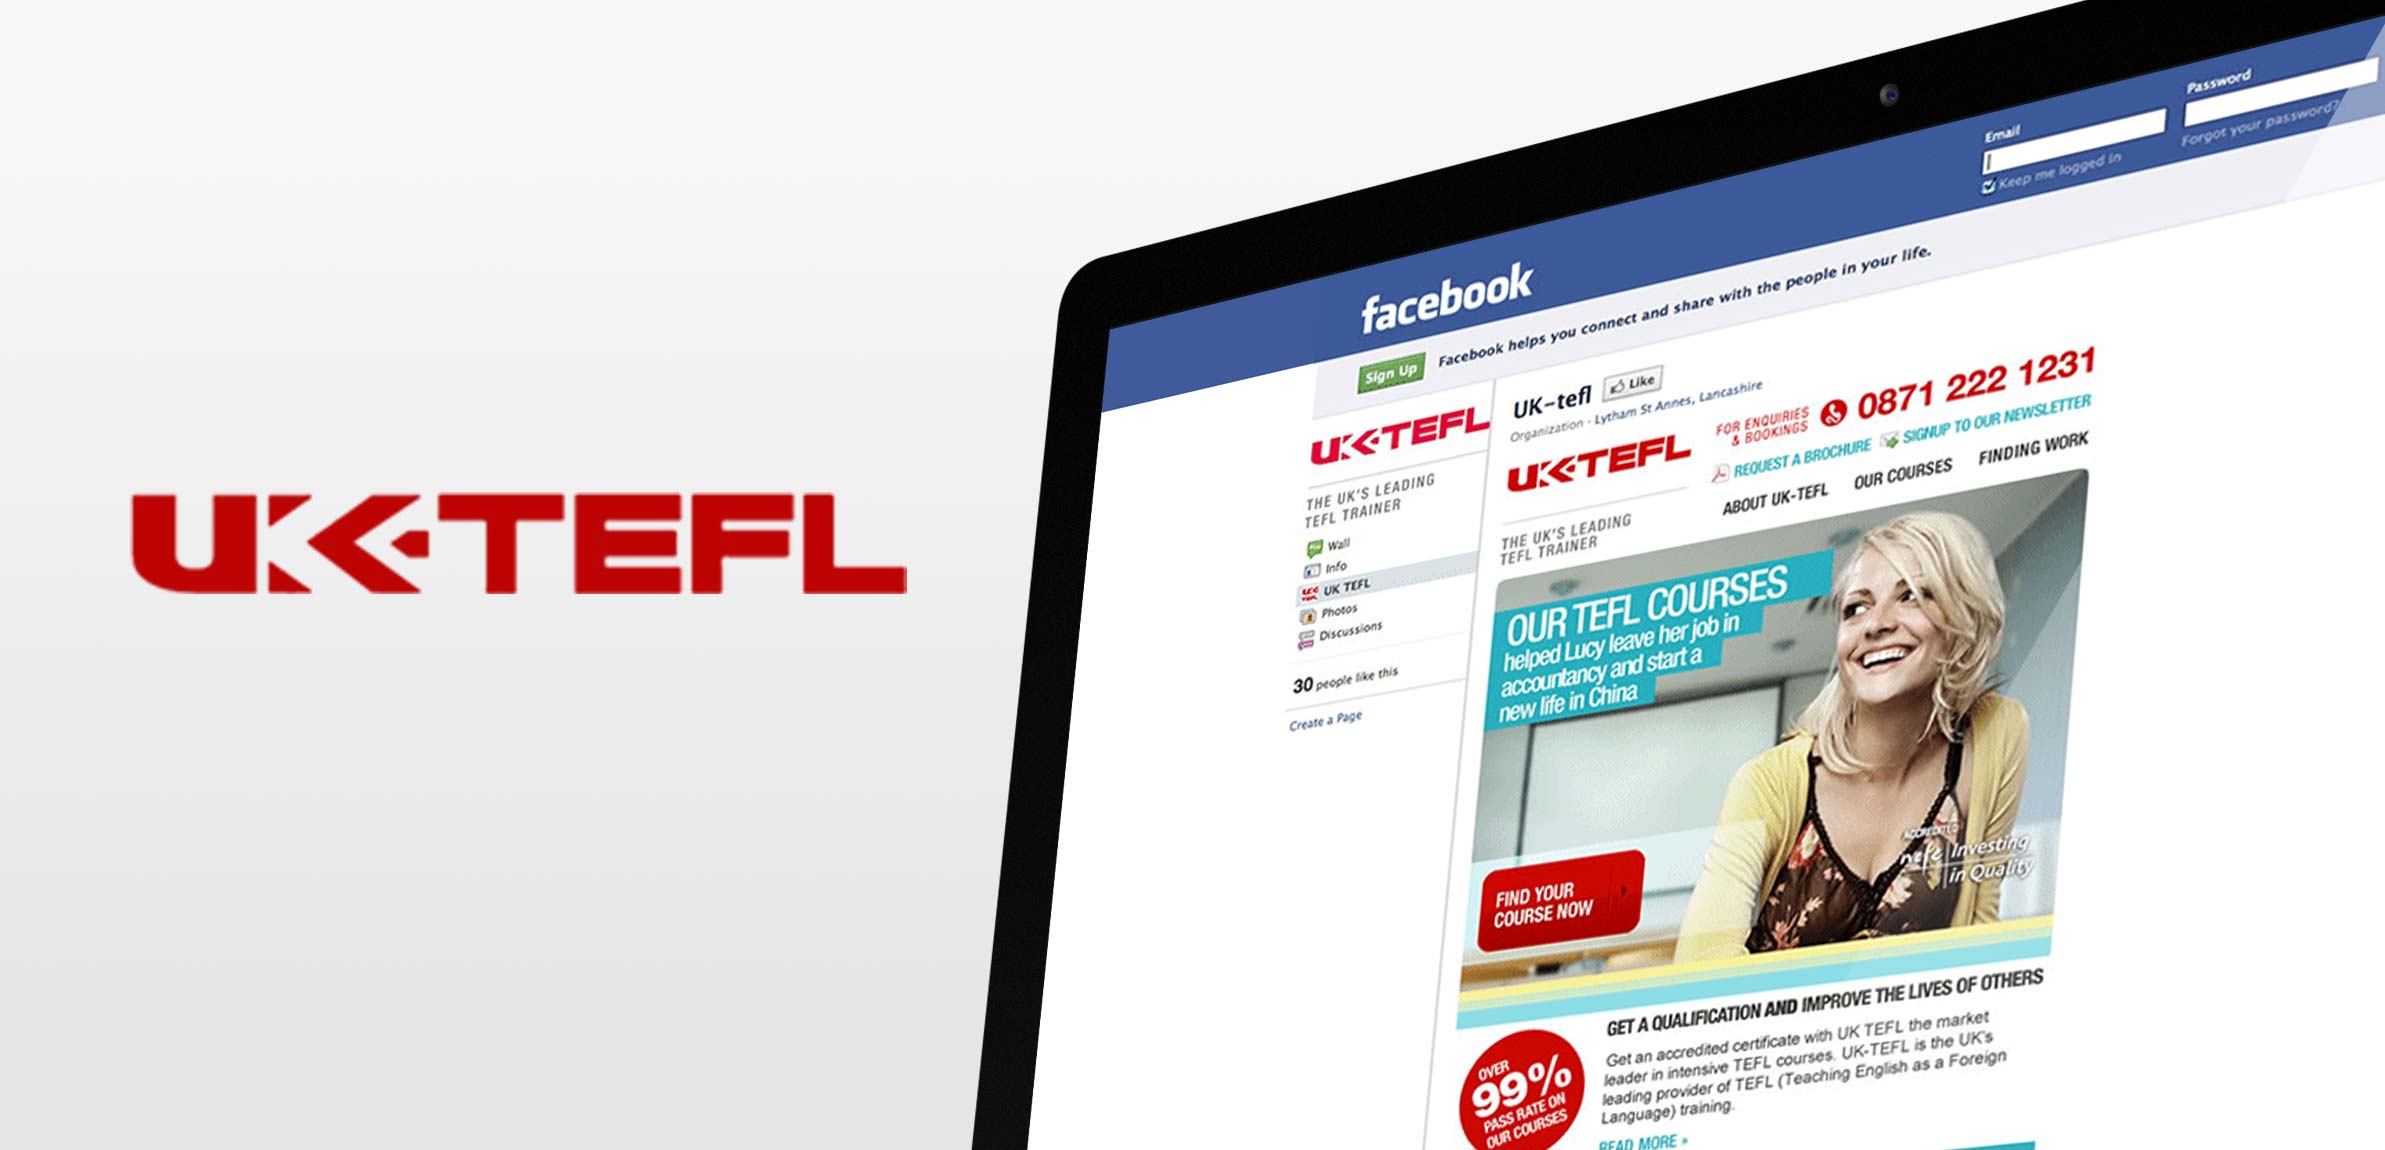 UK-TEFL
Email
Password
Keep me logged in
Forgot your password?
facebook
Sign Up
Facebook helps you connect and share with the people in your life.
UK-TEFL
THE UK'S LEADING
TEFL TRAINER
Wall
Info
UK TEFL
Photos
Discussions
30 people like this
Create a Page
UK-tefl
Like
Organization - Lytham St Annes, Lancashire
UK-TEFL
THE UK'S LEADING
TEFL TRAINER
FOR ENQUIRIES
& BOOKINGS
0871 222 1231
REQUEST A BROCHURE
SIGNUP TO OUR NEWSLETTER
ABOUT UK-TEFL
OUR COURSES
FINDING WORK
OUR TEFL COURSES
helped Lucy leave her job in
accountancy and start a
new life in China
FIND YOUR
COURSE NOW
ACCREDITED
Investing
in Quality
OVER
99%
PASS RATE ON
OUR COURSES
GET A QUALIFICATION AND IMPROVE THE LIVES OF OTHERS
Get an accredited certificate with UK TEFL the market
leader in intensive TEFL courses. UK-TEFL is the UK's
leading provider of TEFL (Teaching English as a Foreign
Language) training.
READ MORE »